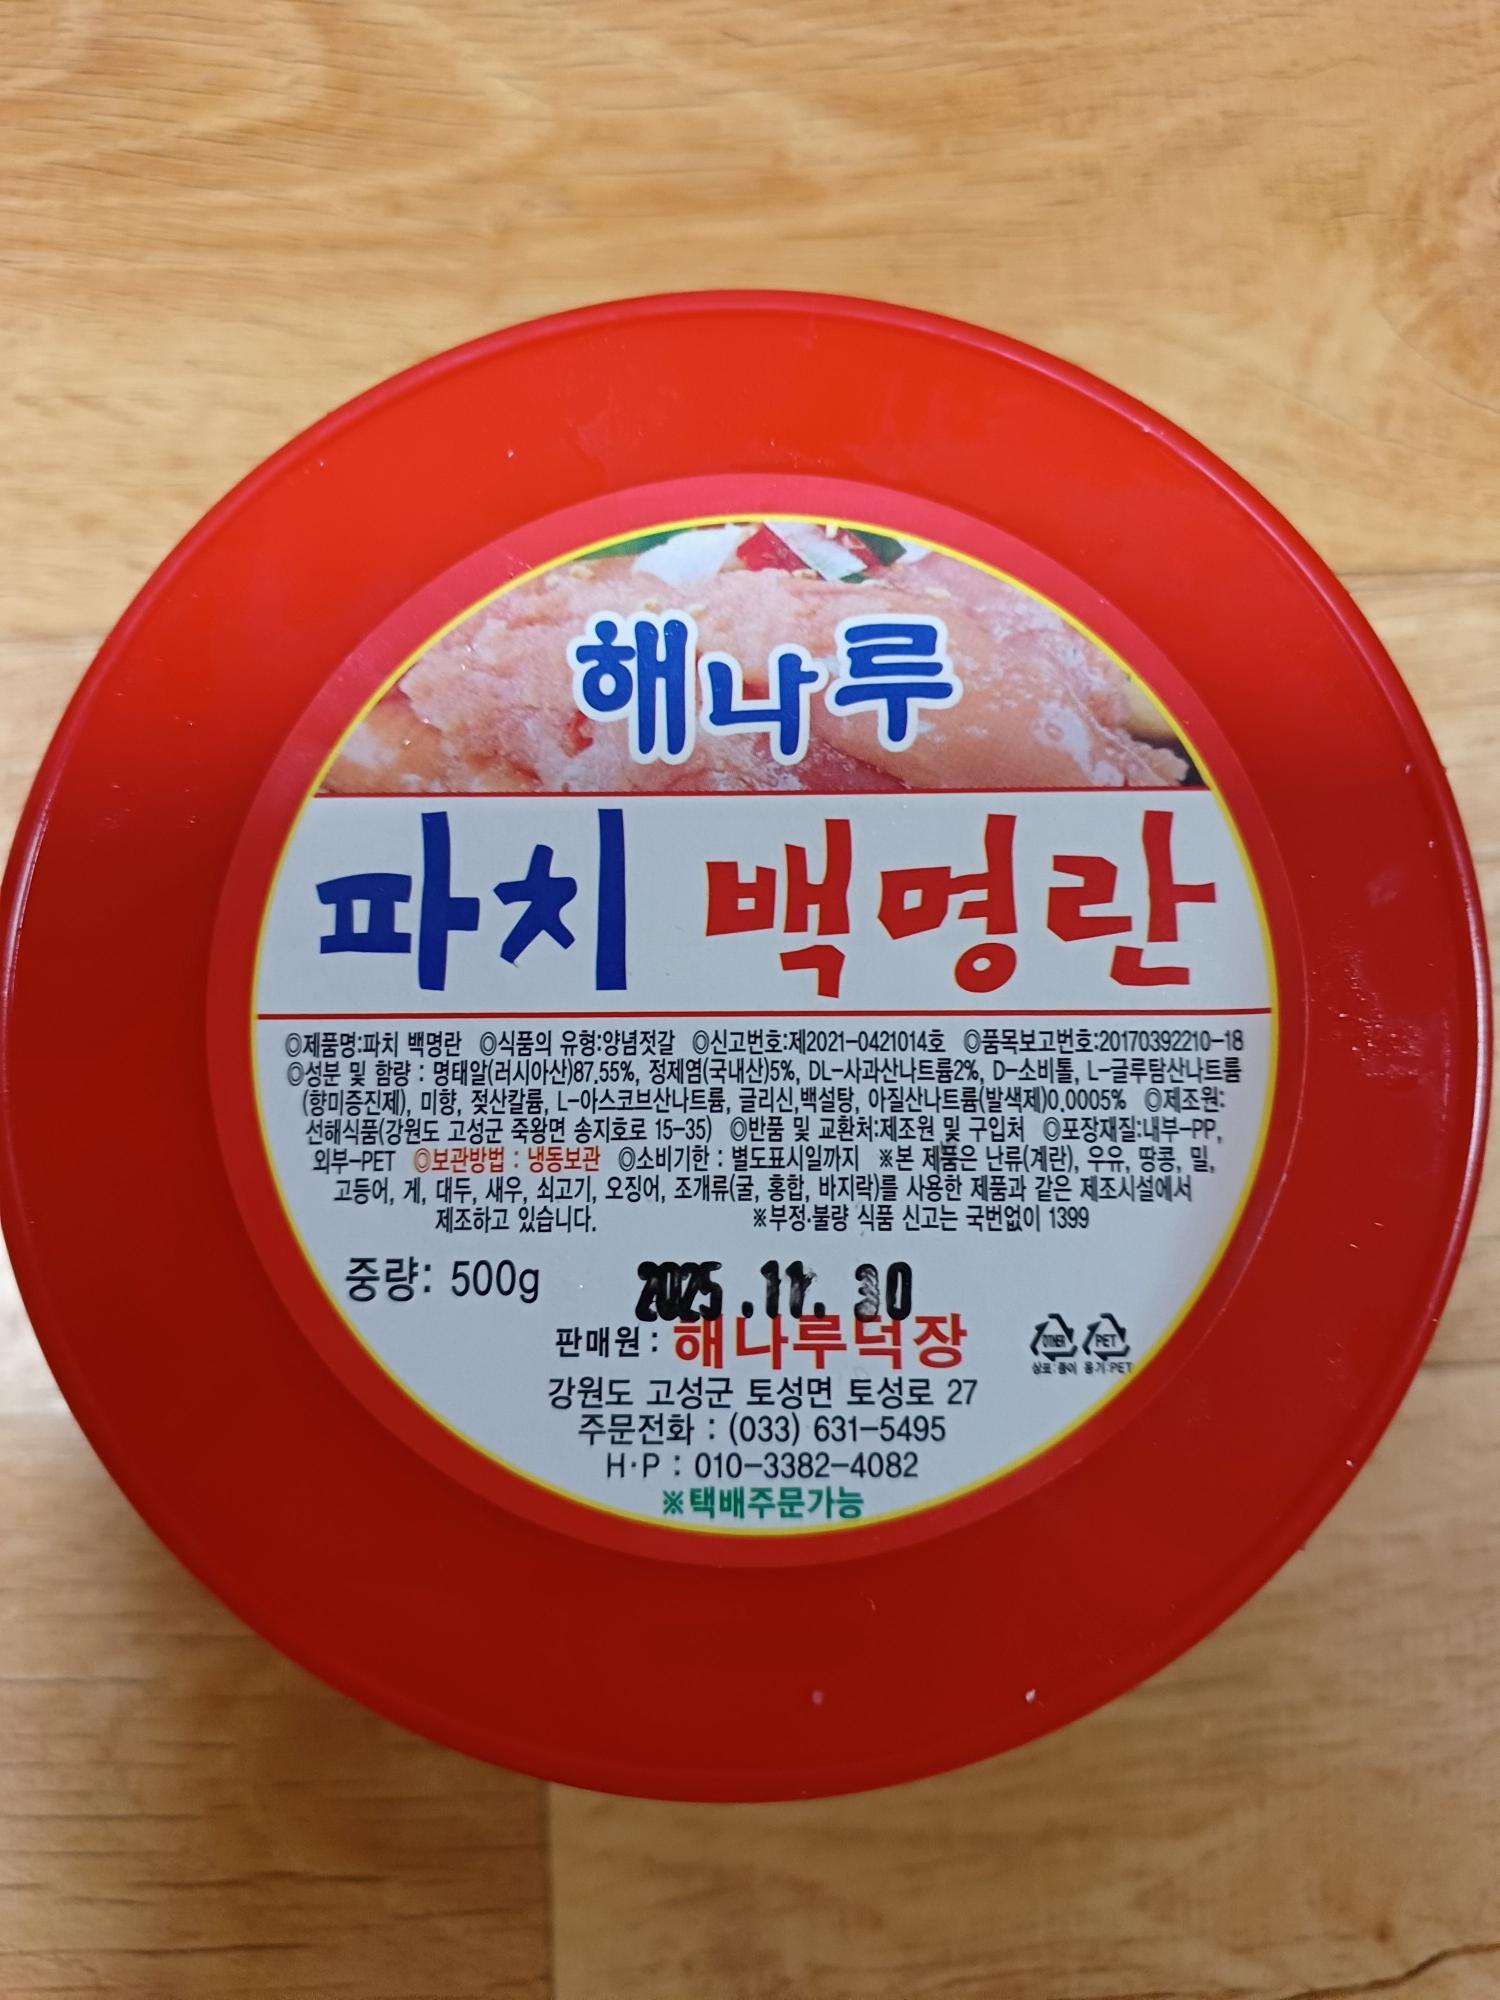 해나루
파치 백명란
◎제품명:파치 백명란 ◎식품의 유형:양념젓갈 ◎신고번호:제2021-0421014호 ◎품목보고번호:20170392210-18
◎성분 및 함량 : 명태알(러시아산)87.55%, 정제염(국내산)5%, DL-사과산나트륨2%, D-소비톨, L-글루탐산나트륨
(향미증진제), 미향, 젖산칼륨, L-아스코브산나트륨, 글리신,백설탕, 아질산나트륨(발색제)0.0005% ◎제조원:
선해식품(강원도 고성군 죽왕면 송지호로 15-35) ◎반품 및 교환처:제조원 및 구입처 ◎포장재질:내부-PP,
외부-PET ◎보관방법 : 냉동보관 ◎소비기한 : 별도표시일까지 ※본 제품은 난류(계란), 우유, 땅콩, 밀,
고등어, 게, 대두, 새우, 쇠고기, 오징어, 조개류(굴, 홍합, 바지락)를 사용한 제품과 같은 제조시설에서
제조하고 있습니다. ※부정·불량 식품 신고는 국번없이 1399
중량: 500g
2025.11.30
판매원 : 해나루덕장
OTHER PET
상표:종이 용기:PET
강원도 고성군 토성면 토성로 27
주문전화 : (033) 631-5495
H·P : 010-3382-4082
※택배주문가능